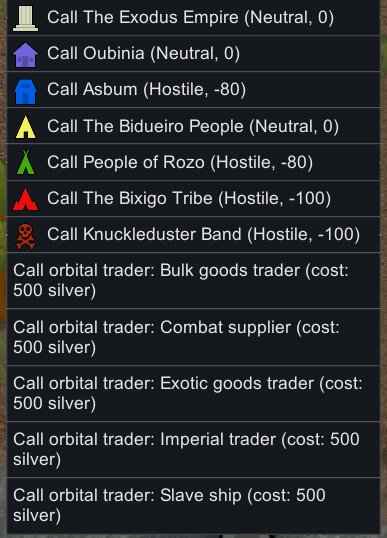 Call The Exodus Empire (Neutral, 0)
Call Oubinia (Neutral, 0)
Call Asbum (Hostile, -80)
Call The Bidueiro People (Neutral, 0)
Call People of Rozo (Hostile, -80)
Call The Bixigo Tribe (Hostile, -100)
Call Knuckleduster Band (Hostile, -100)
Call orbital trader: Bulk goods trader (cost:
500 silver)
Call orbital trader: Combat supplier (cost:
500 silver)
Call orbital trader: Exotic goods trader (cost:
500 silver)
Call orbital trader: Imperial trader (cost: 500
silver)
Call orbital trader: Slave ship (cost: 500
silver)